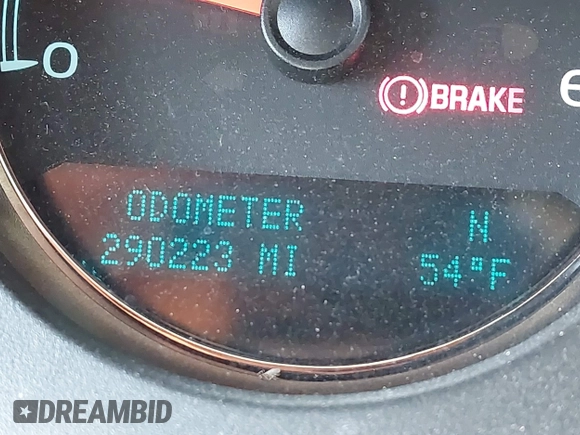 0
BRAKE
ODOMETER
N
290223 MI
54°F
DREAMBID